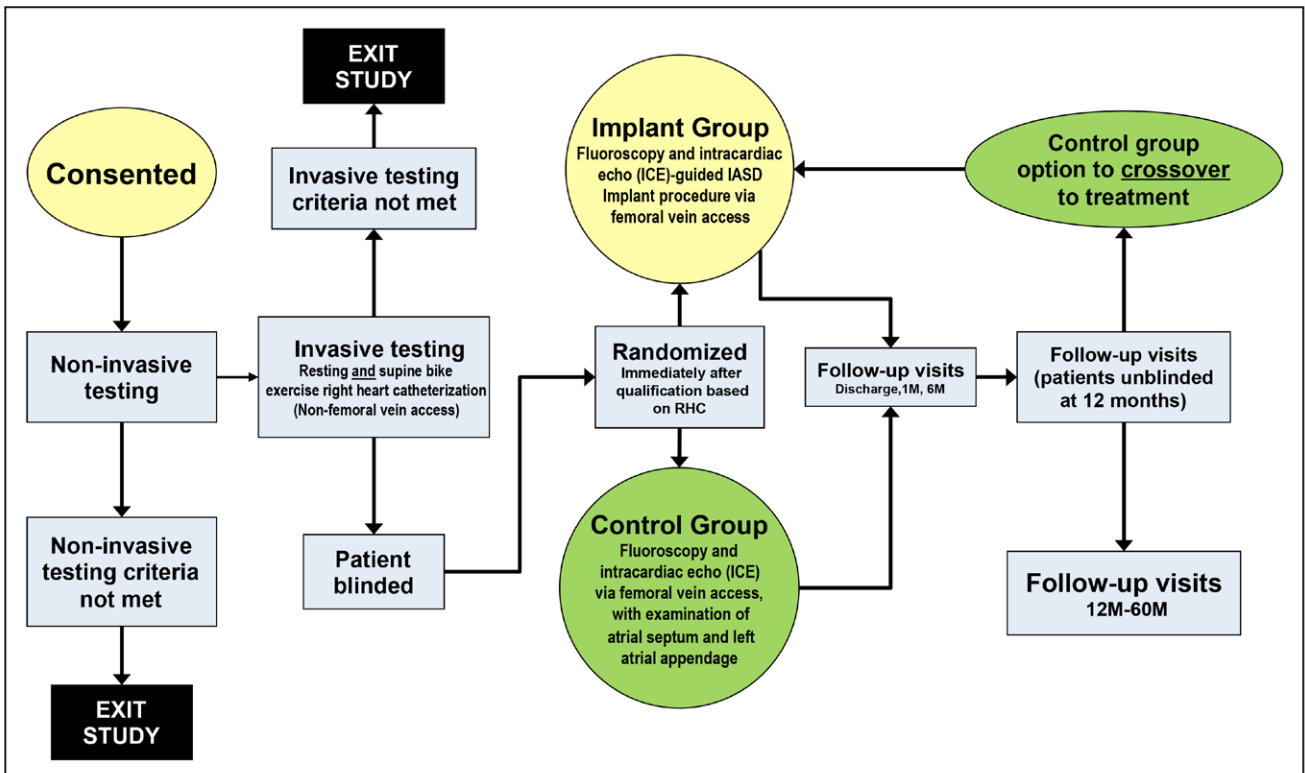 Consented
Non-invasive
testing
Non-invasive
testing criteria
not met
EXIT
STUDY
EXIT
STUDY
Invasive testing
criteria not met
Invasive testing
Resting and supine bike
exercise right heart catheterization
(Non-femoral vein access)
Patient
blinded
Implant Group
Fluoroscopy and intracardiac
echo (ICE)-guided IASD
Implant procedure via
femoral vein access
Randomized
Immediately after
qualification based
on RHC
Control Group
Fluoroscopy and
intracardiac echo (ICE)
via femoral vein access,
with examination of
atrial septum and left
atrial appendage
Follow-up visits
Discharge,1M, 6M
Control group
option to crossover
to treatment
Follow-up visits
(patients unblinded
at 12 months)
Follow-up visits
12M-60M